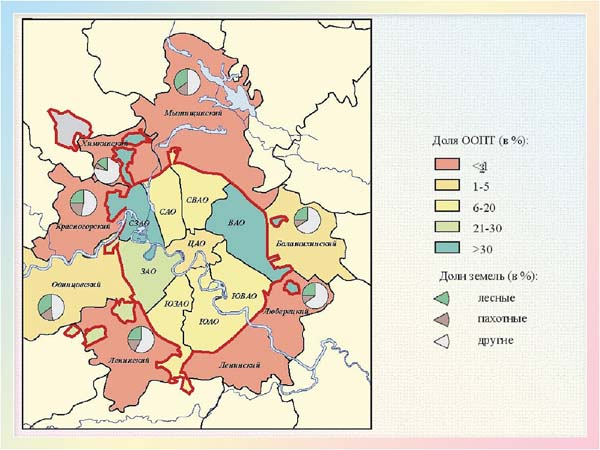 Мытищинский
Химкинский
Красногорский
СЗАО
САО
СВАО
ВАО
Балашихинский
ЦАО
ЗАО
Одинцовский
ЮЗАО
ЮВАО
ЮАО
Люберецкий
Ленинский
Ленинский
Доля ООПТ (в %):
<1
1-5
6-20
21-30
>30
Доли земель (в %):
лесные
пахотные
другие